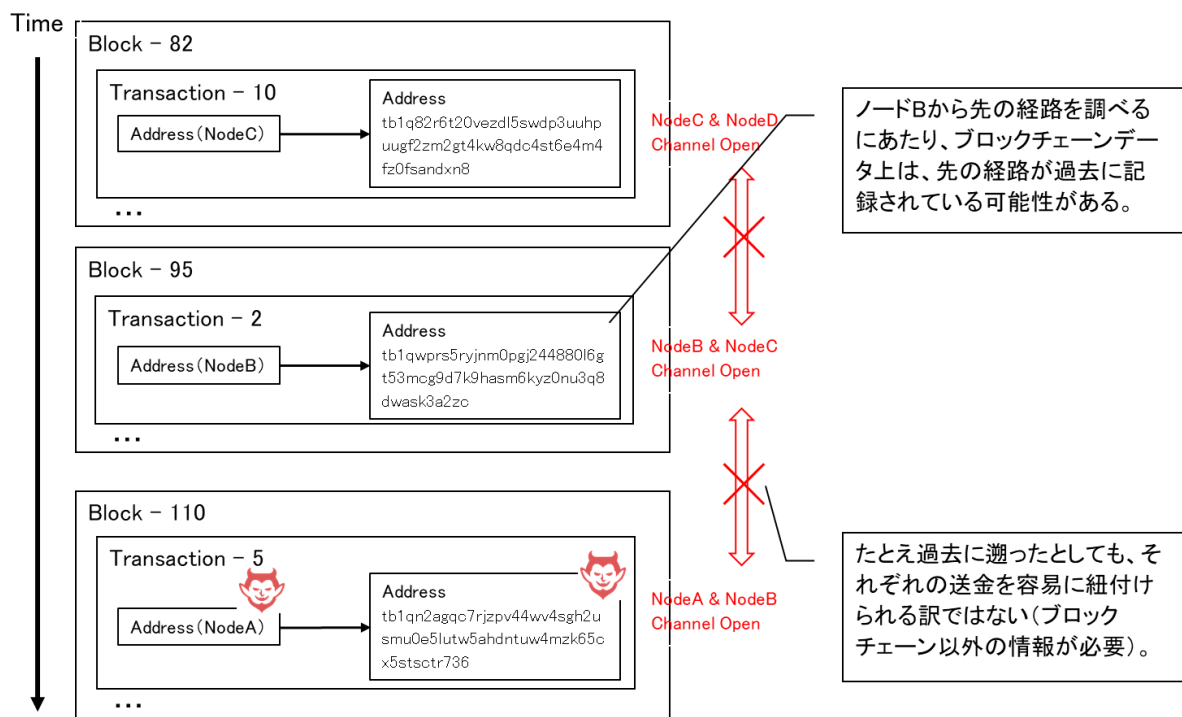 Time
Block - 82
Transaction - 10
Address(NodeC)
Address
tb1q82r6t20vezdl5swdp3uuhp
uugf2zm2gt4kw8qdc4st6e4m4
fz0fsandxn8
...
NodeC & NodeD
Channel Open
ノードBから先の経路を調べる
にあたり、ブロックチェーンデー
タ上は、先の経路が過去に記
録されている可能性がある。
Block - 95
Transaction - 2
Address(NodeB)
Address
tb1qwprs5ryjnm0pgj244880l6g
t53mcg9d7k9hasm6kyz0nu3q8
dwask3a2zc
...
NodeB & NodeC
Channel Open
Block - 110
Transaction - 5
Address(NodeA)
Address
tb1qn2agqc7rjzpv44wv4sgh2u
smu0e5lutw5ahdntuw4mzk65c
x5stsctr736
...
NodeA & NodeB
Channel Open
たとえ過去に遡ったとしても、そ
れぞれの送金を容易に紐付け
られる訳ではない(ブロック
チェーン以外の情報が必要)。